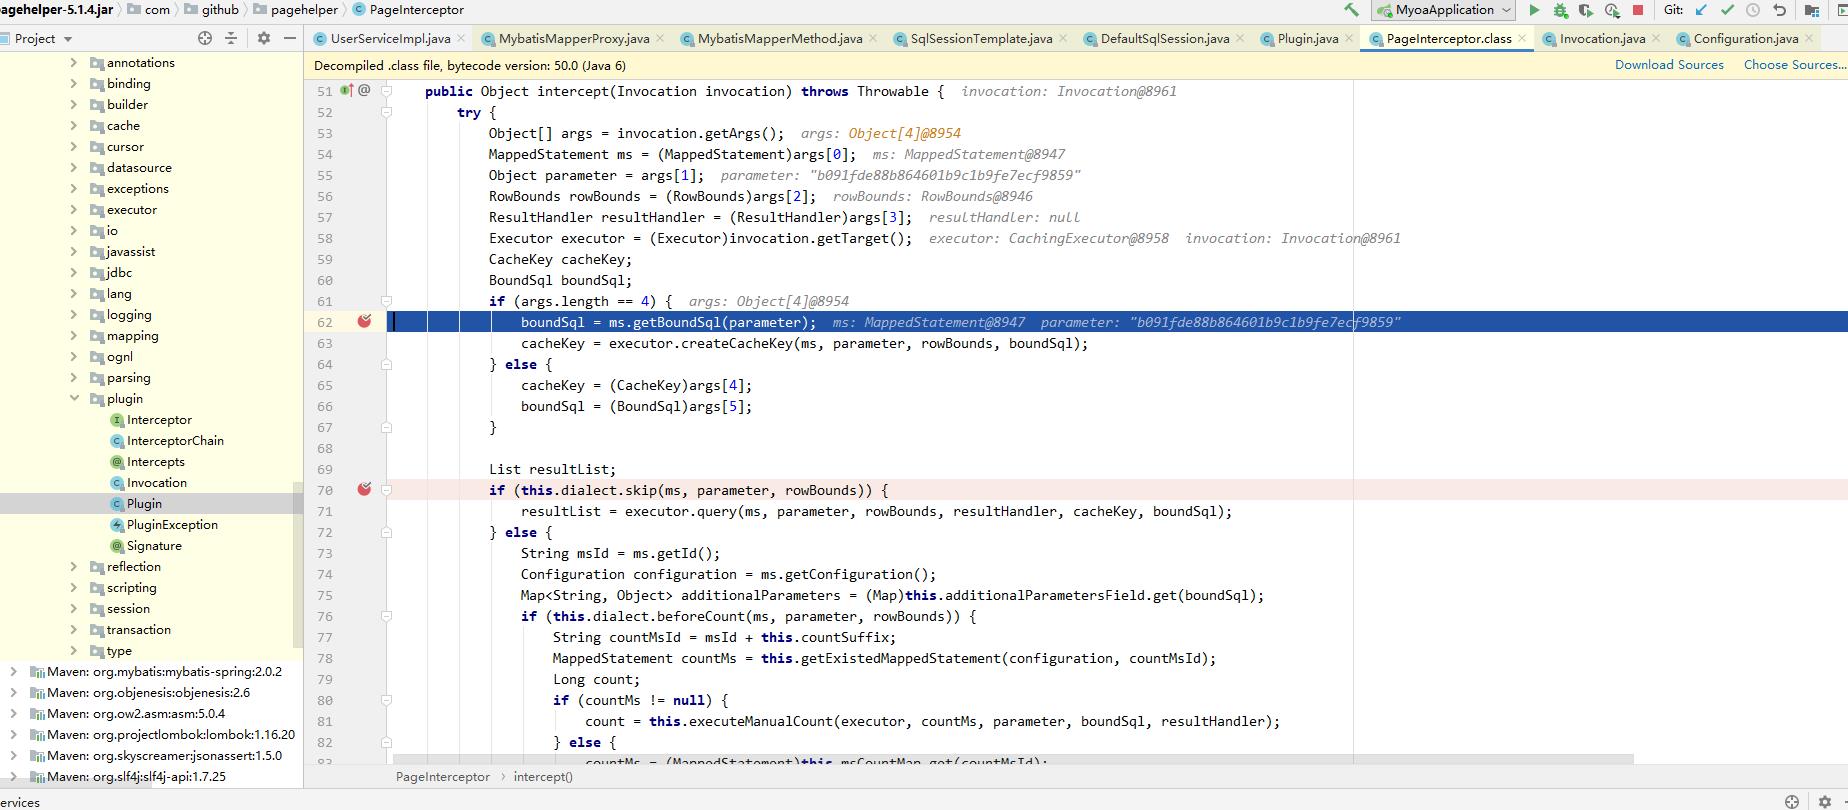 agehelper-5.1.4.jar com github pagehelper PageInterceptor MyoaApplication Git:
Project
UserServiceImpl.java MybatisMapperProxy.java MybatisMapperMethod.java SqlSessionTemplate.java DefaultSqlSession.java Plugin.java PageInterceptor.class Invocation.java Configuration.java
Decompiled .class file, bytecode version: 50.0 (Java 6) Download Sources Choose Sources...
annotations
binding
builder
cache
cursor
datasource
exceptions
executor
io
javassist
jdbc
lang
logging
mapping
ognl
parsing
plugin
Interceptor
InterceptorChain
Intercepts
Invocation
Plugin
PluginException
Signature
reflection
scripting
session
transaction
type
Maven: org.mybatis:mybatis-spring:2.0.2
Maven: org.objenesis:objenesis:2.6
Maven: org.ow2.asm:asm:5.0.4
Maven: org.projectlombok:lombok:1.16.20
Maven: org.skyscreamer:jsonassert:1.5.0
Maven: org.slf4j:slf4j-api:1.7.25
51 public Object intercept(Invocation invocation) throws Throwable { invocation: Invocation@8961
52 try {
53 Object[] args = invocation.getArgs(); args: Object[4]@8954
54 MappedStatement ms = (MappedStatement)args[0]; ms: MappedStatement@8947
55 Object parameter = args[1]; parameter: "b091fde88b864601b9c1b9fe7ecf9859"
56 RowBounds rowBounds = (RowBounds)args[2]; rowBounds: RowBounds@8946
57 ResultHandler resultHandler = (ResultHandler)args[3]; resultHandler: null
58 Executor executor = (Executor)invocation.getTarget(); executor: CachingExecutor@8958 invocation: Invocation@8961
59 CacheKey cacheKey;
60 BoundSql boundSql;
61 if (args.length == 4) { args: Object[4]@8954
62 boundSql = ms.getBoundSql(parameter); ms: MappedStatement@8947 parameter: "b091fde88b864601b9c1b9fe7ecf9859"
63 cacheKey = executor.createCacheKey(ms, parameter, rowBounds, boundSql);
64 } else {
65 cacheKey = (CacheKey)args[4];
66 boundSql = (BoundSql)args[5];
67 }
68
69 List resultList;
70 if (this.dialect.skip(ms, parameter, rowBounds)) {
71 resultList = executor.query(ms, parameter, rowBounds, resultHandler, cacheKey, boundSql);
72 } else {
73 String msId = ms.getId();
74 Configuration configuration = ms.getConfiguration();
75 Map<String, Object> additionalParameters = (Map)this.additionalParametersField.get(boundSql);
76 if (this.dialect.beforeCount(ms, parameter, rowBounds)) {
77 String countMsId = msId + this.countSuffix;
78 MappedStatement countMs = this.getExistedMappedStatement(configuration, countMsId);
79 Long count;
80 if (countMs != null) {
81 count = this.executeManualCount(executor, countMs, parameter, boundSql, resultHandler);
82 } else {
83 countMs = (MappedStatement)this.msCountMap.get(countMsId);
PageInterceptor intercept()
ervices